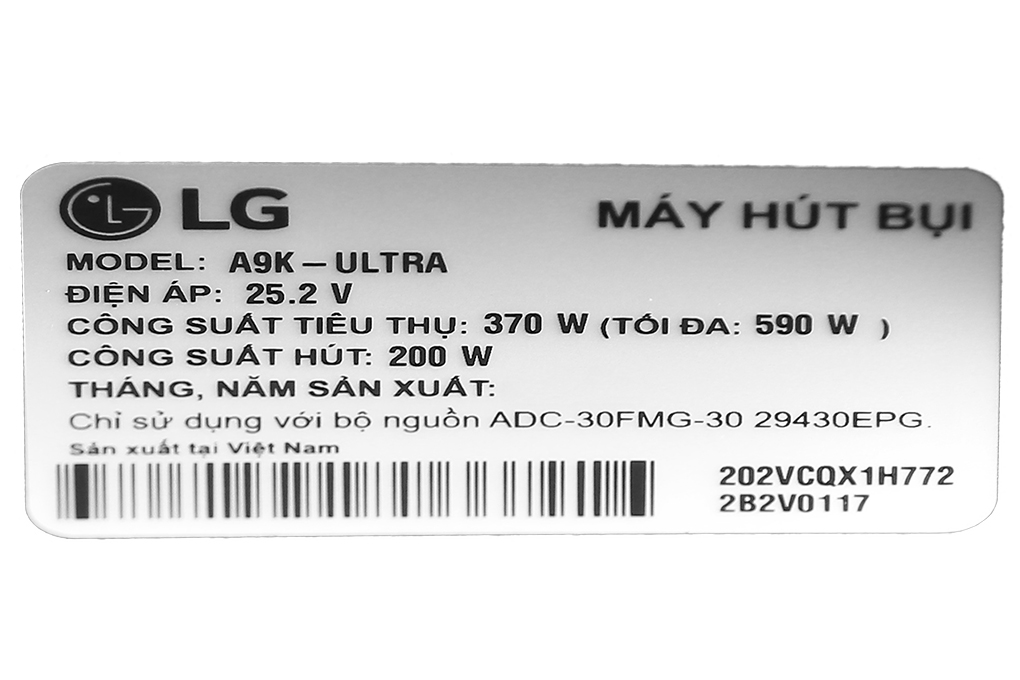 LG MÁY HÚT BỤI
MODEL: A9K-ULTRA
ĐIỆN ÁP: 25.2 V
CÔNG SUẤT TIÊU THỤ: 370 W (TỐI ĐA: 590 W )
CÔNG SUẤT HÚT: 200 W
THÁNG, NĂM SẢN XUẤT:
Chỉ sử dụng với bộ nguồn ADC-30FMG-30 29430EPG.
Sản xuất tại Việt Nam
202VCQX1H772
2B2V0117